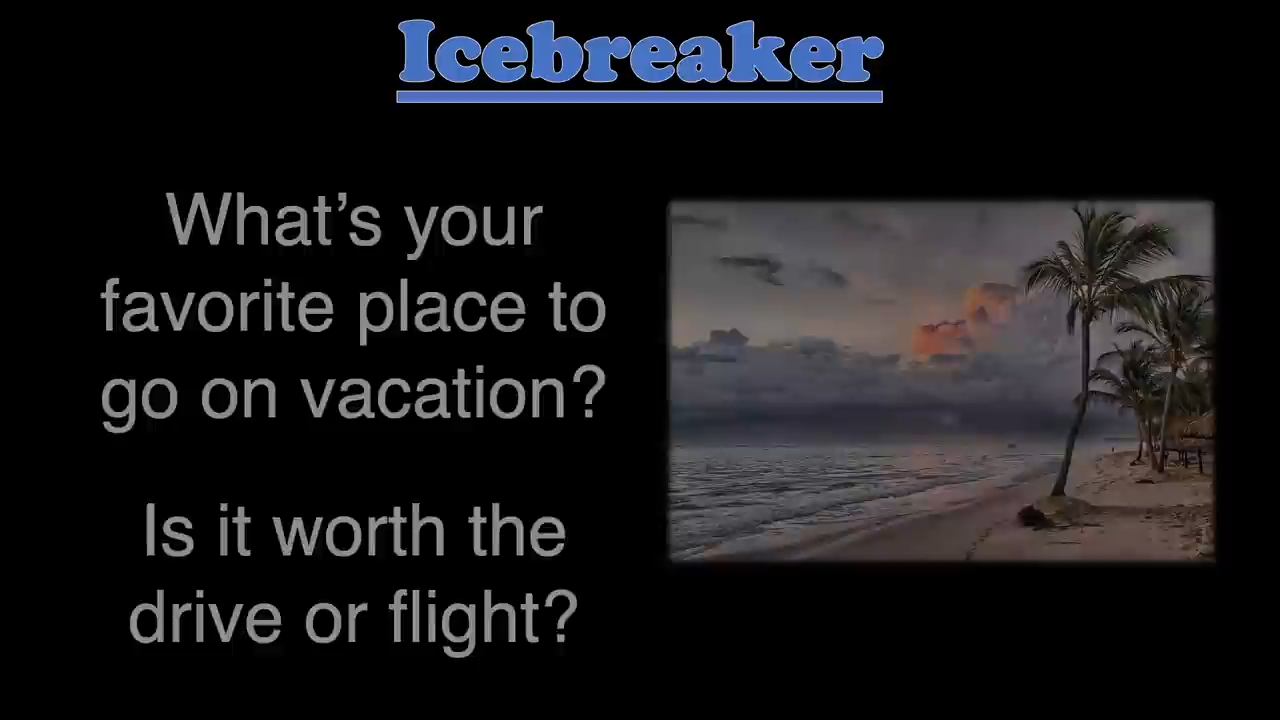 Icebreaker
What’s your
favorite place to
go on vacation?
Is it worth the
drive or flight?